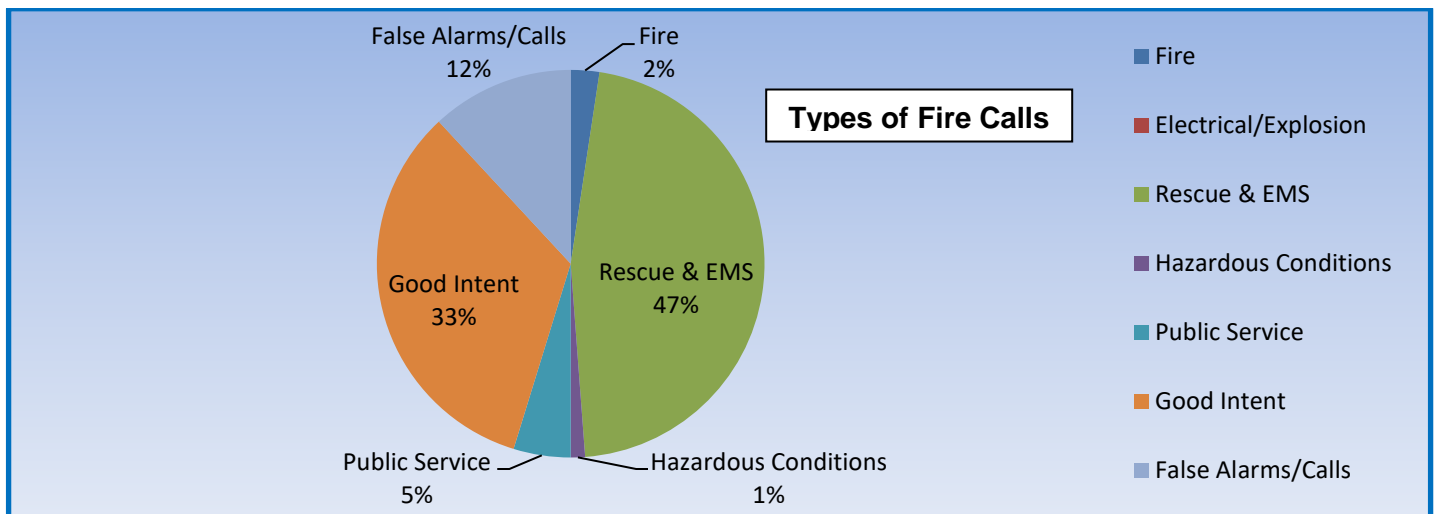 False Alarms/Calls
12%
Fire
2%
Types of Fire Calls
Rescue & EMS
47%
Good Intent
33%
Public Service
5%
Hazardous Conditions
1%
Fire
Electrical/Explosion
Rescue & EMS
Hazardous Conditions
Public Service
Good Intent
False Alarms/Calls